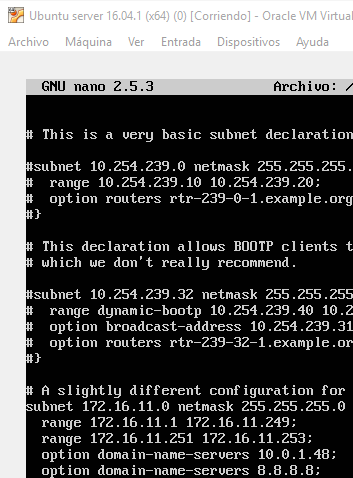 Ubuntu server 16.04.1 (x64) (0) [Corriendo] - Oracle VM Virtual
Archivo Máquina Ver Entrada Dispositivos Ayuda
GNU nano 2.5.3 Archivo: /
# This is a very basic subnet declaration
#subnet 10.254.239.0 netmask 255.255.255.
# range 10.254.239.10 10.254.239.20;
# option routers rtr-239-0-1.example.org
#}
# This declaration allows BOOTP clients t
# which we don't really recommend.
#subnet 10.254.239.32 netmask 255.255.255
# range dynamic-bootp 10.254.239.40 10.2
# option broadcast-address 10.254.239.31
# option routers rtr-239-32-1.example.or
#}
# A slightly different configuration for
subnet 172.16.11.0 netmask 255.255.255.0
range 172.16.11.1 172.16.11.249;
range 172.16.11.251 172.16.11.253;
option domain-name-servers 10.0.1.48;
option domain-name-servers 8.8.8.8;